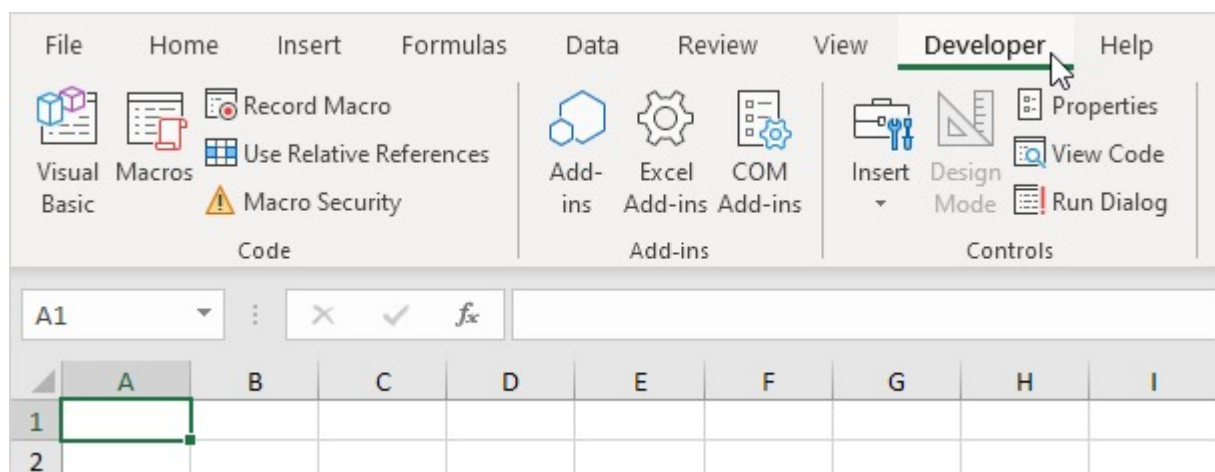 File Home Insert Formulas Data Review View Developer Help
Visual Basic
Macros
Record Macro
Use Relative References
Macro Security
Code
Add-
ins
Excel
Add-ins
COM
Add-ins
Add-ins
Insert
Design
Mode
Properties
View Code
Run Dialog
Controls
A1 fx
A B C D E F G H I
1
2